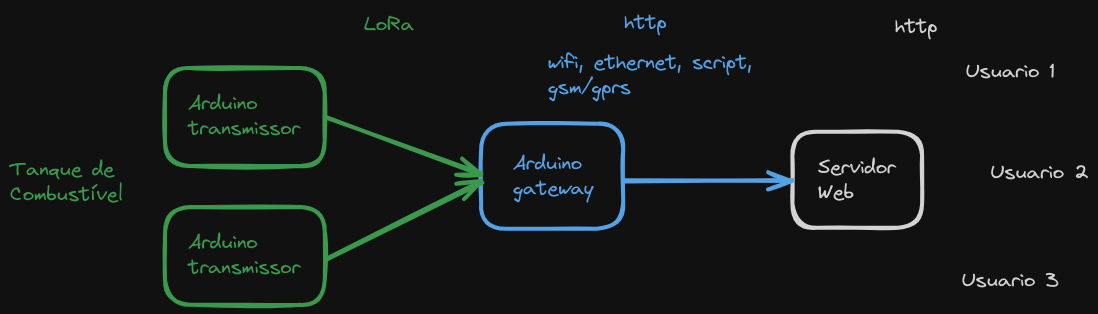 LoRa
http
http
wifi, ethernet, script,
gsm/gprs
Usuario 1
Arduino
transmissor
Tanque de
Combustível
Arduino
gateway
Servidor
Web
Usuario 2
Arduino
transmissor
Usuario 3